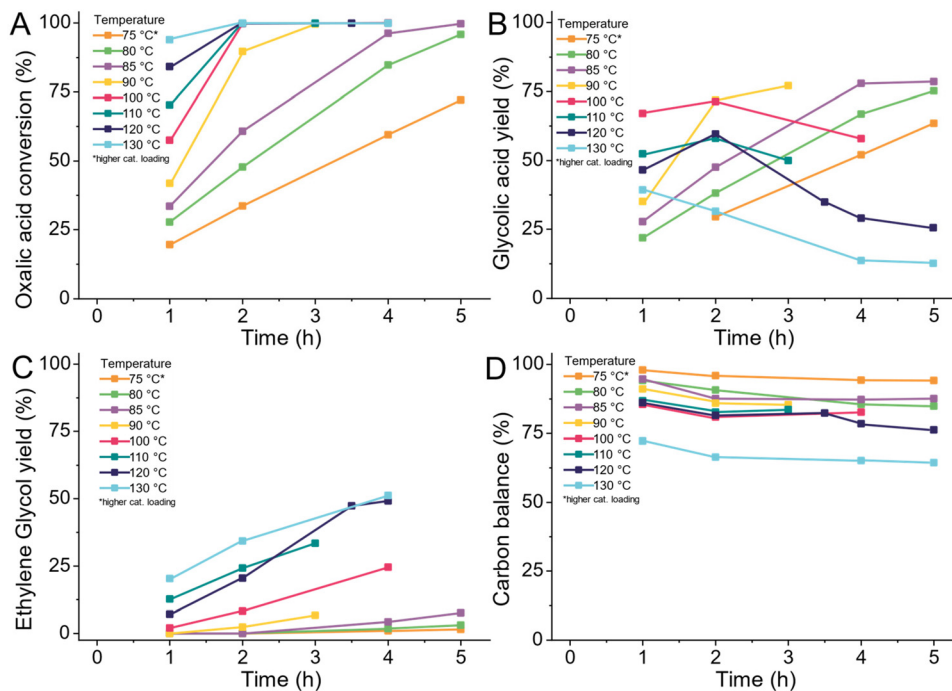 A
Oxalic acid conversion (%)
100
75
50
25
0
Temperature
75 °C*
80 °C
85 °C
90 °C
100 °C
110 °C
120 °C
130 °C
*higher cat. loading
0 1 2 3 4 5
Time (h)
B
Glycolic acid yield (%)
100
75
50
25
0
Temperature
75 °C*
80 °C
85 °C
90 °C
100 °C
110 °C
120 °C
130 °C
*higher cat. loading
0 1 2 3 4 5
Time (h)
C
Ethylene Glycol yield (%)
100
75
50
25
0
Temperature
75 °C*
80 °C
85 °C
90 °C
100 °C
110 °C
120 °C
130 °C
*higher cat. loading
0 1 2 3 4 5
Time (h)
D
Carbon balance (%)
100
75
50
25
0
Temperature
75 °C*
80 °C
85 °C
90 °C
100 °C
110 °C
120 °C
130 °C
*higher cat. loading
0 1 2 3 4 5
Time (h)